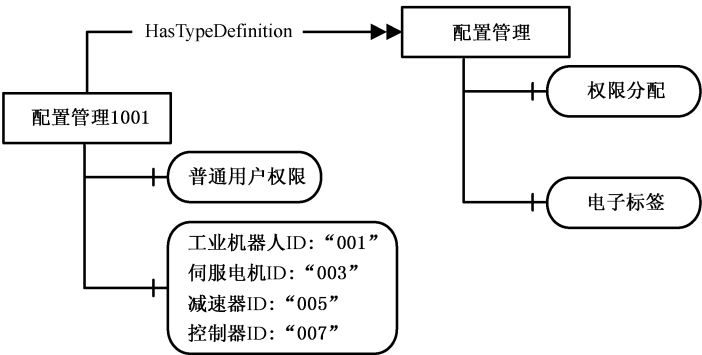 HasTypeDefinition
配置管理
配置管理1001
权限分配
普通用户权限
电子标签
工业机器人ID:“001”
伺服电机ID:“003”
减速器ID:“005”
控制器ID:“007”